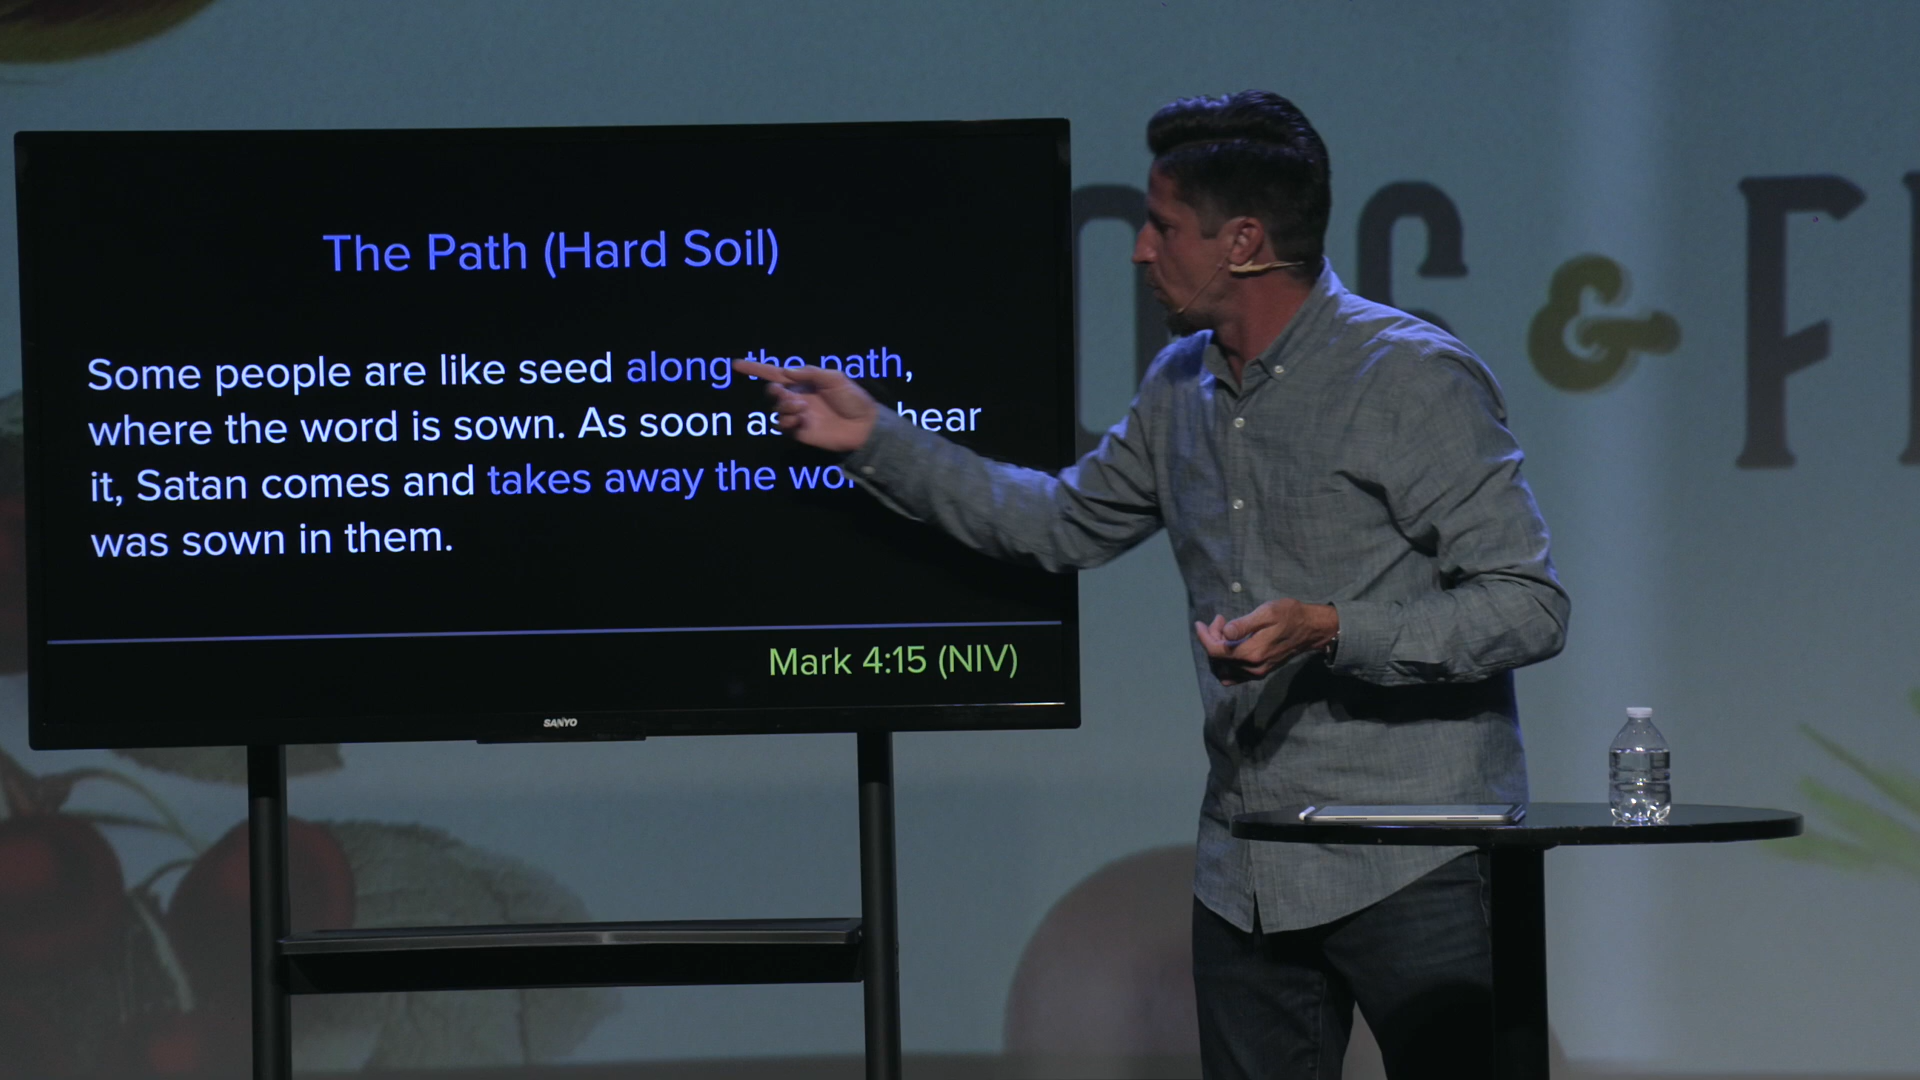 The Path (Hard Soil)
Some people are like seed along the path,
where the word is sown. As soon as hear
it, Satan comes and takes away the
was sown in them.
Mark 4:15 (NIV)
SANYO
S & F